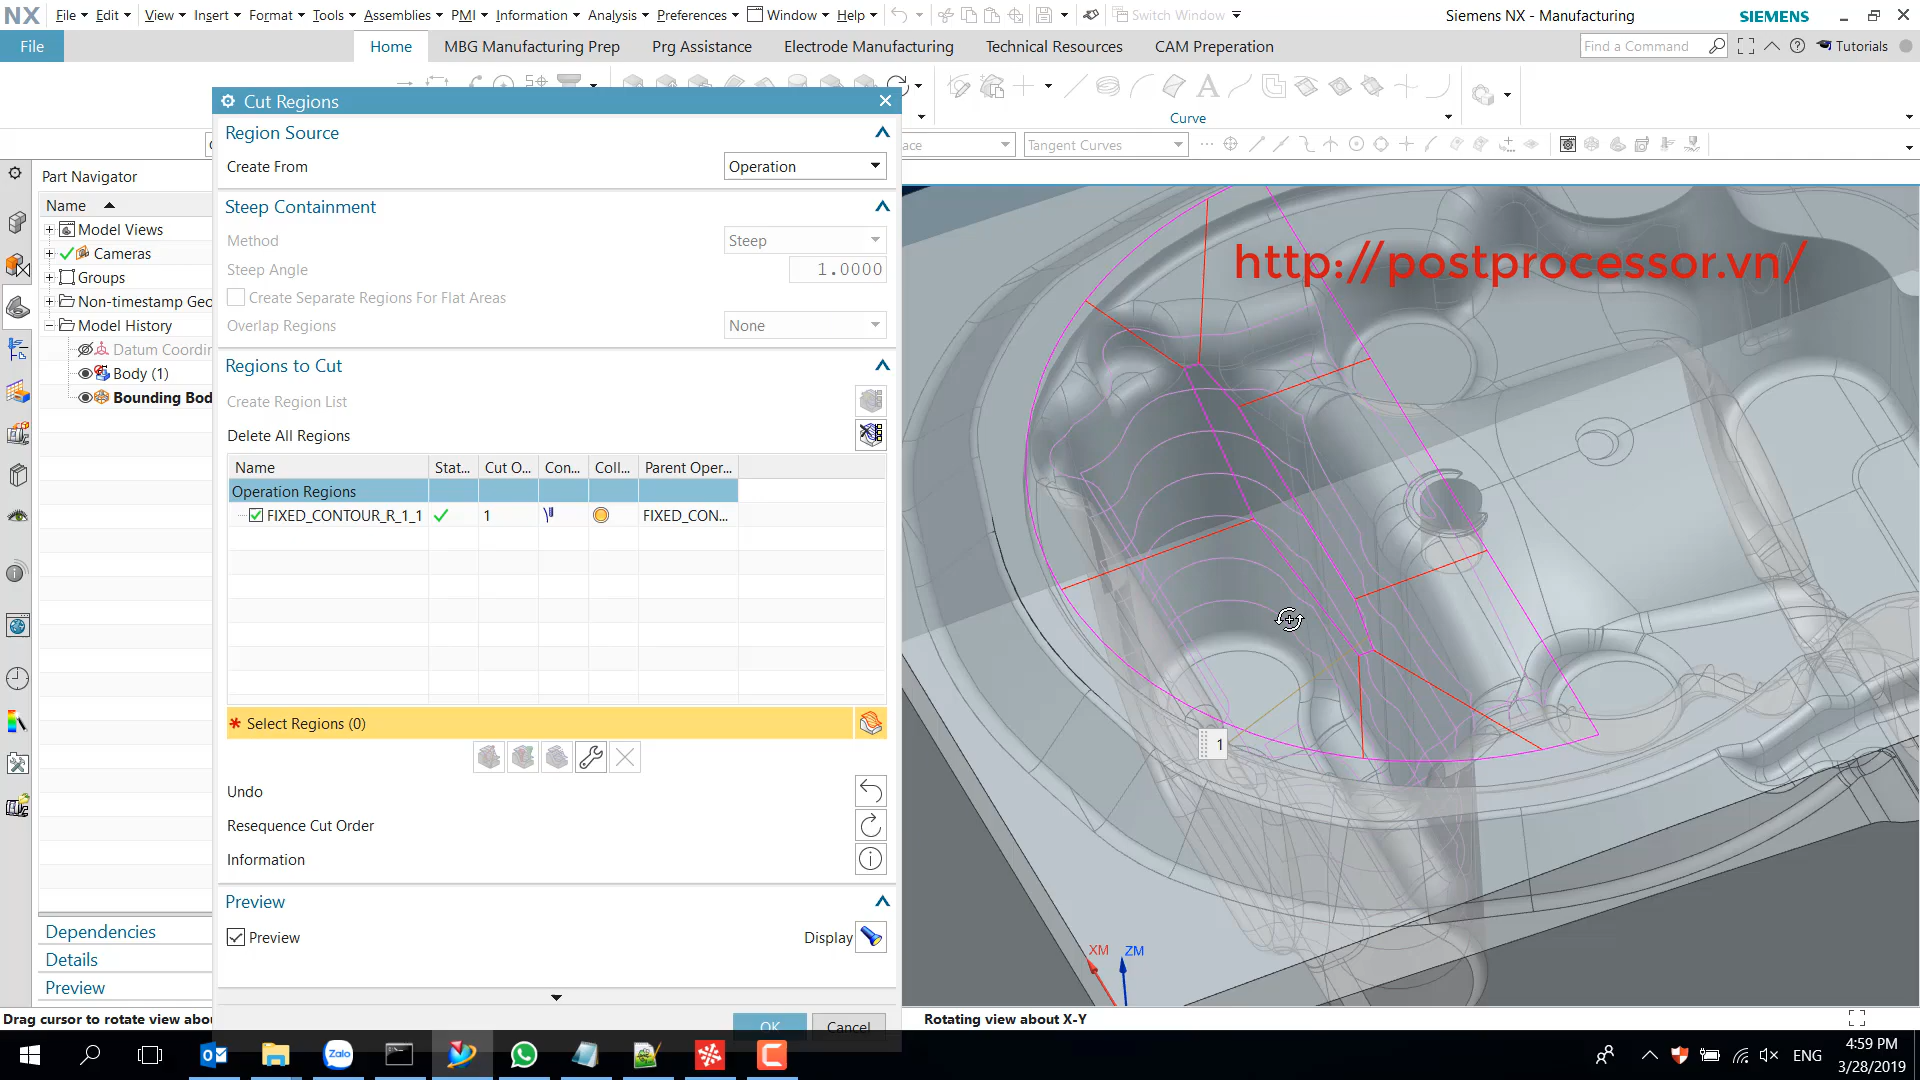 NX
File Edit View Insert Format Tools Assemblies PMI Information Analysis Preferences Window Help
Switch Window
Siemens NX - Manufacturing
SIEMENS
File
Home
MBG Manufacturing Prep
Prg Assistance
Electrode Manufacturing
Technical Resources
CAM Preperation
Find a Command
Tutorials
Curve
Tangent Curves
Part Navigator
Name
Model Views
Cameras
Groups
Non-timestamp Geo
Model History
Datum Coordin
Body (1)
Bounding Bod
Dependencies
Details
Preview
Cut Regions
Region Source
Create From
Operation
Steep Containment
Method
Steep
Steep Angle
1.0000
Create Separate Regions For Flat Areas
Overlap Regions
None
Regions to Cut
Create Region List
Delete All Regions
Name Stat... Cut O... Con... Coll... Parent Oper...
Operation Regions
FIXED_CONTOUR_R_1_1 1 FIXED_CON...
* Select Regions (0)
Undo
Resequence Cut Order
Information
Preview
Preview
Display
OK
Cancel
http://postprocessor.vn/
1
XM
ZM
Drag cursor to rotate view abou
Rotating view about X-Y
Zalo
ENG
4:59 PM
3/28/2019